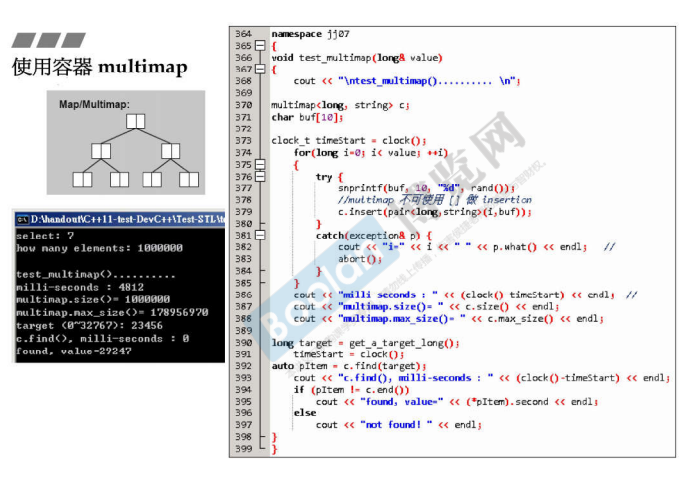 使用容器 multimap
Map/Multimap:
D:\handout\C++11-test-DevC++\Test-STL\t
select: 7
how many elements: 1000000
test_multimap()..........
milli-seconds : 4812
multimap.size()= 1000000
multimap.max_size()= 178956970
target (0~32767): 23456
c.find(), milli-seconds : 0
found, value=29247
364 namespace jj07
365 {
366 void test_multimap(long& value)
367 {
368 cout << "\ntest_multimap().......... \n";
369
370 multimap<long, string> c;
371 char buf[10];
372
373 clock_t timeStart = clock();
374 for(long i=0; i< value; ++i)
375 {
376 try {
377 snprintf(buf, 10, "%d", rand());
378 //multimap 不可使用 [] 做 insertion
379 c.insert(pair<long,string>(i,buf));
380 }
381 catch(exception& p) {
382 cout << "i=" << i << " " << p.what() << endl; //
383 abort();
384 }
385 }
386 cout << "milli-seconds : " << (clock()-timeStart) << endl; //
387 cout << "multimap.size()= " << c.size() << endl;
388 cout << "multimap.max_size()= " << c.max_size() << endl;
389
390 long target = get_a_target_long();
391 timeStart = clock();
392 auto pItem = c.find(target);
393 cout << "c.find(), milli-seconds : " << (clock()-timeStart) << endl;
394 if (pItem != c.end())
395 cout << "found, value=" << (*pItem).second << endl;
396 else
397 cout << "not found! " << endl;
398 }
399 }
Boolan 博览网